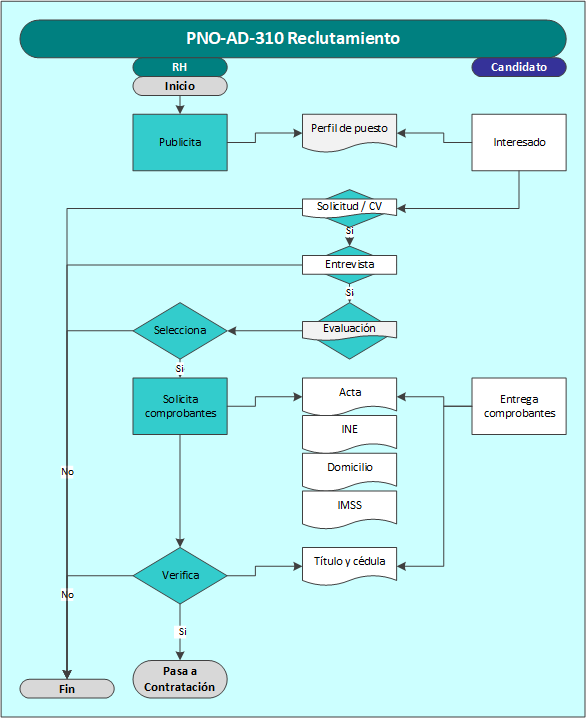 PNO-AD-310 Reclutamiento
RH
Candidato
Inicio
Publicita
Perfil de puesto
Interesado
Solicitud / CV
Si
Entrevista
Si
Selecciona
Evaluación
Si
Solicita
comprobantes
Acta
Entrega
comprobantes
INE
Domicilio
No
IMSS
Verifica
Título y cédula
No
Si
Pasa a
Contratación
Fin